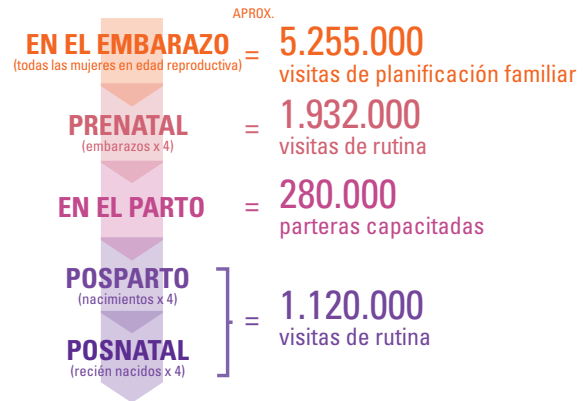 APROX.
EN EL EMBARAZO = 5.255.000
(todas las mujeres en edad reproductiva)
visitas de planificación familiar
PRENATAL = 1.932.000
(embarazos x 4)
visitas de rutina
EN EL PARTO = 280.000
parteras capacitadas
POSPARTO
(nacimientos x 4)
= 1.120.000
visitas de rutina
POSNATAL
(recién nacidos x 4)